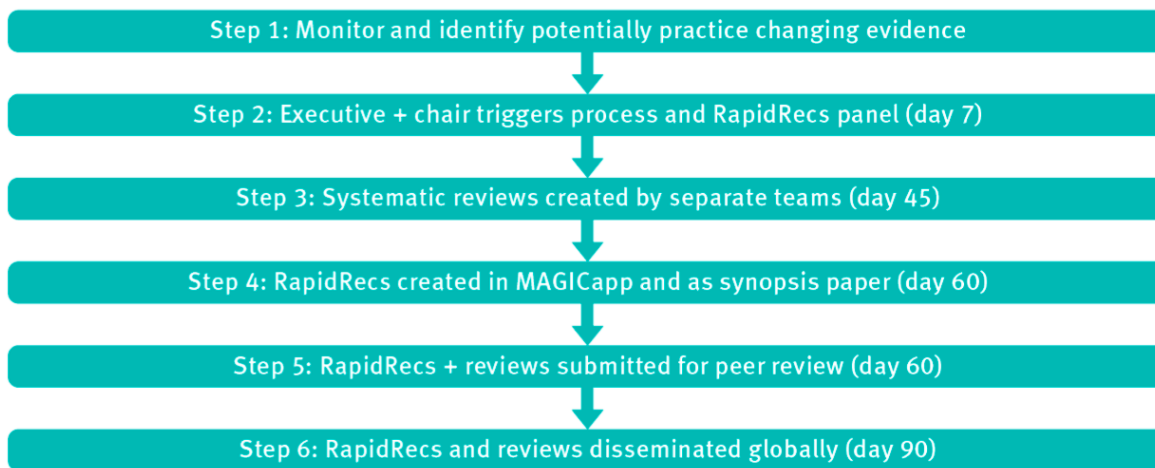 Step 1: Monitor and identify potentially practice changing evidence
Step 2: Executive + chair triggers process and RapidRecs panel (day 7)
Step 3: Systematic reviews created by separate teams (day 45)
Step 4: RapidRecs created in MAGICapp and as synopsis paper (day 60)
Step 5: RapidRecs + reviews submitted for peer review (day 60)
Step 6: RapidRecs and reviews disseminated globally (day 90)